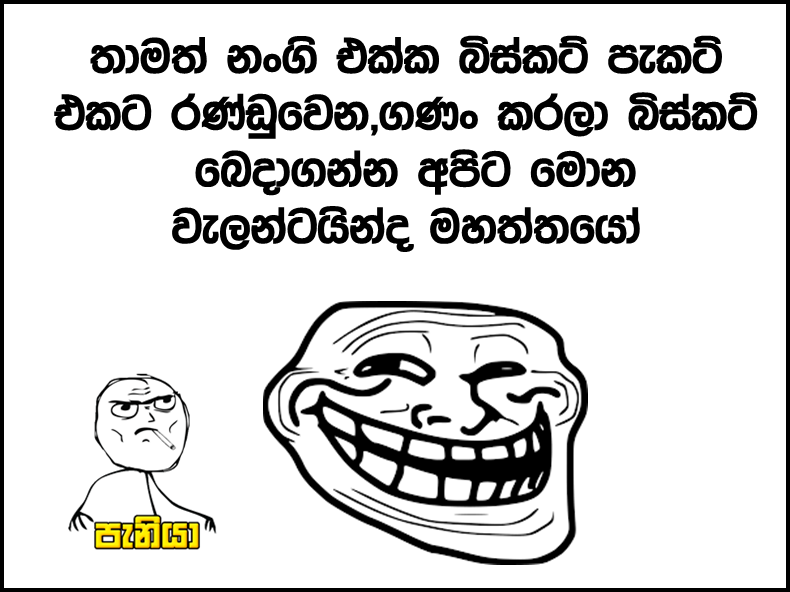 තාමත් නංගි එක්ක බිස්කට් පැකට්
එකට රණ්ඩුවෙන,ගණං කරලා බිස්කට්
බෙදාගන්න අපිට මොන
වැලන්ටයින්ද මහත්තයෝ
පැනියා